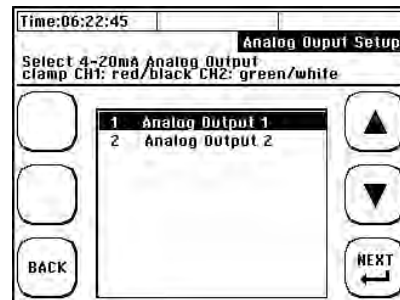 Time:06:22:45
Analog Ouput Setup
Select 4-20mA Analog Output
clamp CH1: red/black CH2: green/white
1 Analog Output 1
2 Analog Output 2
BACK
NEXT